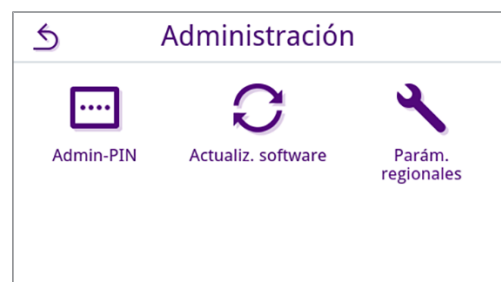 Administración
Admin-PIN
Actualiz. software
Parám.
regionales